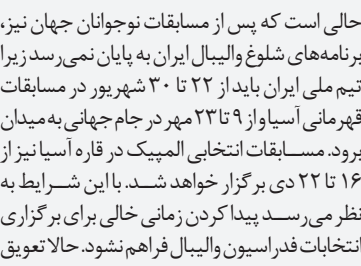 حالی است که پس از مسابقات نوجوانان جهان نیز،
برنامه‌های شلوغ والیبال ایران به پایان نمی‌رسد زیرا
تیم ملی ایران باید از ۲۲ تا ۳۰ شهریور در مسابقات
قهرمانی آسیا و از ۹ تا ۲۳ مهر در جام جهانی به میدان
برود. مسابقات انتخابی المپیک در قاره آسیا نیز از
۱۶ تا ۲۲ دی برگزار خواهد شد. با این شرایط به
نظر می‌رسد پیدا کردن زمانی خالی برای برگزاری
انتخابات فدراسیون والیبال فراهم نشود. حالا تعویق